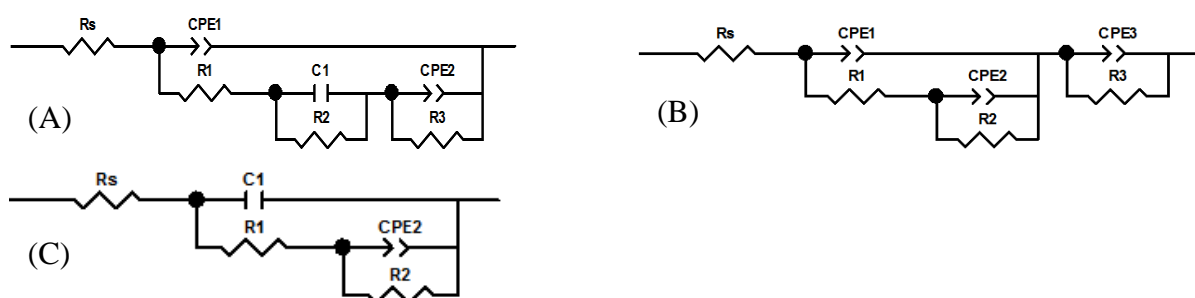 Rs
CPE1
R1
C1
CPE2
R2
R3
(A)
Rs
CPE1
CPE3
R1
CPE2
R3
R2
(B)
Rs
C1
R1
CPE2
R2
(C)